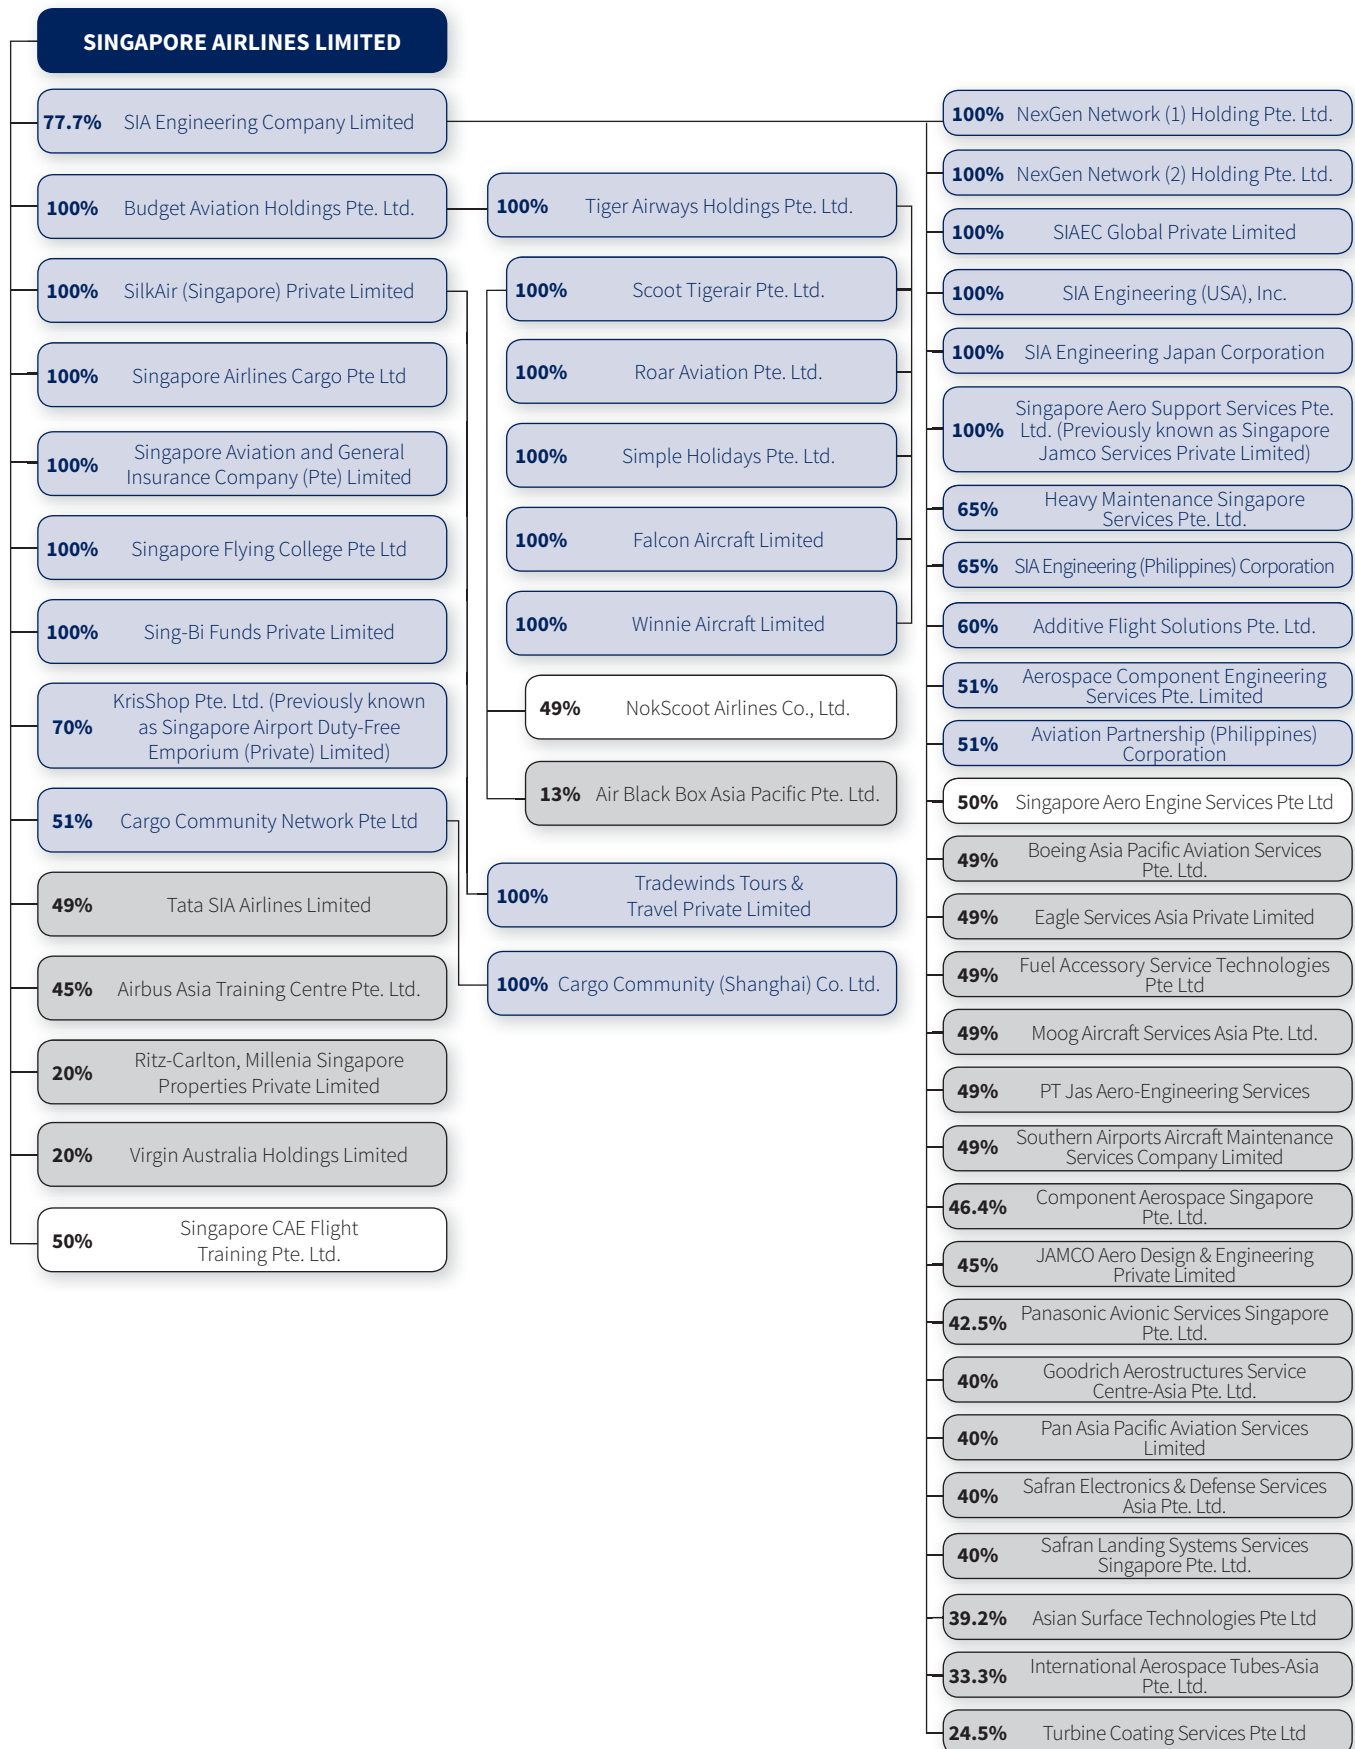 SINGAPORE AIRLINES LIMITED
77.7% SIA Engineering Company Limited
100% Budget Aviation Holdings Pte. Ltd.
100% SilkAir (Singapore) Private Limited
100% Singapore Airlines Cargo Pte Ltd
100% Singapore Aviation and General
Insurance Company (Pte) Limited
100% Singapore Flying College Pte Ltd
100% Sing-Bi Funds Private Limited
70% KrisShop Pte. Ltd. (Previously known
as Singapore Airport Duty-Free
Emporium (Private) Limited)
51% Cargo Community Network Pte Ltd
49% Tata SIA Airlines Limited
45% Airbus Asia Training Centre Pte. Ltd.
20% Ritz-Carlton, Millenia Singapore
Properties Private Limited
20% Virgin Australia Holdings Limited
50% Singapore CAE Flight
Training Pte. Ltd.
100% Tiger Airways Holdings Pte. Ltd.
100% Scoot Tigerair Pte. Ltd.
100% Roar Aviation Pte. Ltd.
100% Simple Holidays Pte. Ltd.
100% Falcon Aircraft Limited
100% Winnie Aircraft Limited
49% NokScoot Airlines Co., Ltd.
13% Air Black Box Asia Pacific Pte. Ltd.
100% Tradewinds Tours &
Travel Private Limited
100% Cargo Community (Shanghai) Co. Ltd.
100% NexGen Network (1) Holding Pte. Ltd.
100% NexGen Network (2) Holding Pte. Ltd.
100% SIAEC Global Private Limited
100% SIA Engineering (USA), Inc.
100% SIA Engineering Japan Corporation
100% Singapore Aero Support Services Pte.
Ltd. (Previously known as Singapore
Jamco Services Private Limited)
65% Heavy Maintenance Singapore
Services Pte. Ltd.
65% SIA Engineering (Philippines) Corporation
60% Additive Flight Solutions Pte. Ltd.
51% Aerospace Component Engineering
Services Pte. Limited
51% Aviation Partnership (Philippines)
Corporation
50% Singapore Aero Engine Services Pte Ltd
49% Boeing Asia Pacific Aviation Services
Pte. Ltd.
49% Eagle Services Asia Private Limited
49% Fuel Accessory Service Technologies
Pte Ltd
49% Moog Aircraft Services Asia Pte. Ltd.
49% PT Jas Aero-Engineering Services
49% Southern Airports Aircraft Maintenance
Services Company Limited
46.4% Component Aerospace Singapore
Pte. Ltd.
45% JAMCO Aero Design & Engineering
Private Limited
42.5% Panasonic Avionic Services Singapore
Pte. Ltd.
40% Goodrich Aerostructures Service
Centre-Asia Pte. Ltd.
40% Pan Asia Pacific Aviation Services
Limited
40% Safran Electronics & Defense Services
Asia Pte. Ltd.
40% Safran Landing Systems Services
Singapore Pte. Ltd.
39.2% Asian Surface Technologies Pte Ltd
33.3% International Aerospace Tubes-Asia
Pte. Ltd.
24.5% Turbine Coating Services Pte Ltd